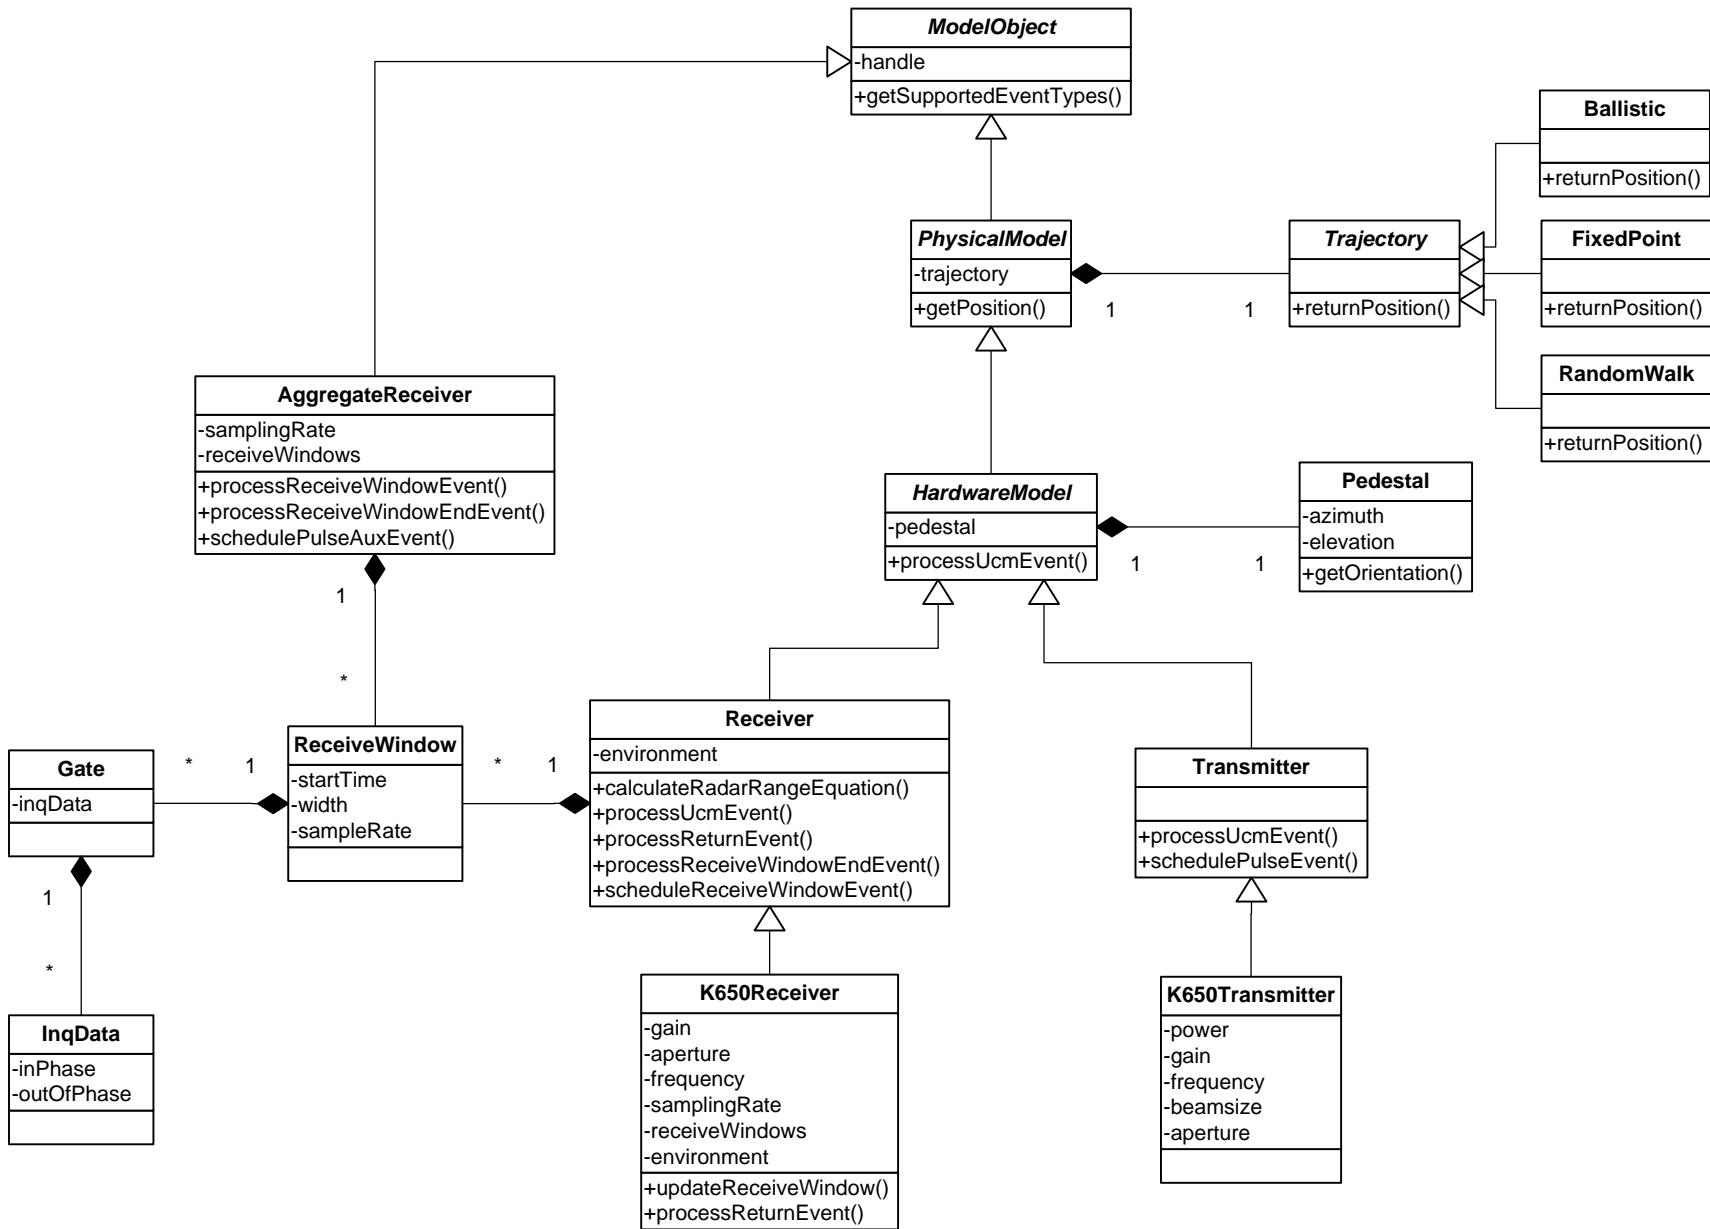 ModelObject
-handle
+getSupportedEventTypes()
Ballistic
+returnPosition()
PhysicalModel
-trajectory
+getPosition()
1
1
Trajectory
+returnPosition()
FixedPoint
+returnPosition()
RandomWalk
+returnPosition()
AggregateReceiver
-samplingRate
-receiveWindows
+processReceiveWindowEvent()
+processReceiveWindowEndEvent()
+schedulePulseAuxEvent()
1
*
HardwareModel
-pedestal
+processUcmEvent()
1
1
Pedestal
-azimuth
-elevation
+getOrientation()
Gate
-inqData
*
1
ReceiveWindow
-startTime
-width
-sampleRate
*
1
Receiver
-environment
+calculateRadarRangeEquation()
+processUcmEvent()
+processReturnEvent()
+processReceiveWindowEndEvent()
+scheduleReceiveWindowEvent()
Transmitter
+processUcmEvent()
+schedulePulseEvent()
1
*
InqData
-inPhase
-outOfPhase
K650Receiver
-gain
-aperture
-frequency
-samplingRate
-receiveWindows
-environment
+updateReceiveWindow()
+processReturnEvent()
K650Transmitter
-power
-gain
-frequency
-beamsize
-aperture